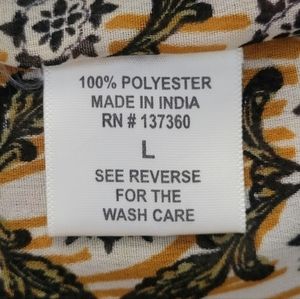 100% POLYESTER
MADE IN INDIA
RN # 137360
L
SEE REVERSE
FOR THE
WASH CARE